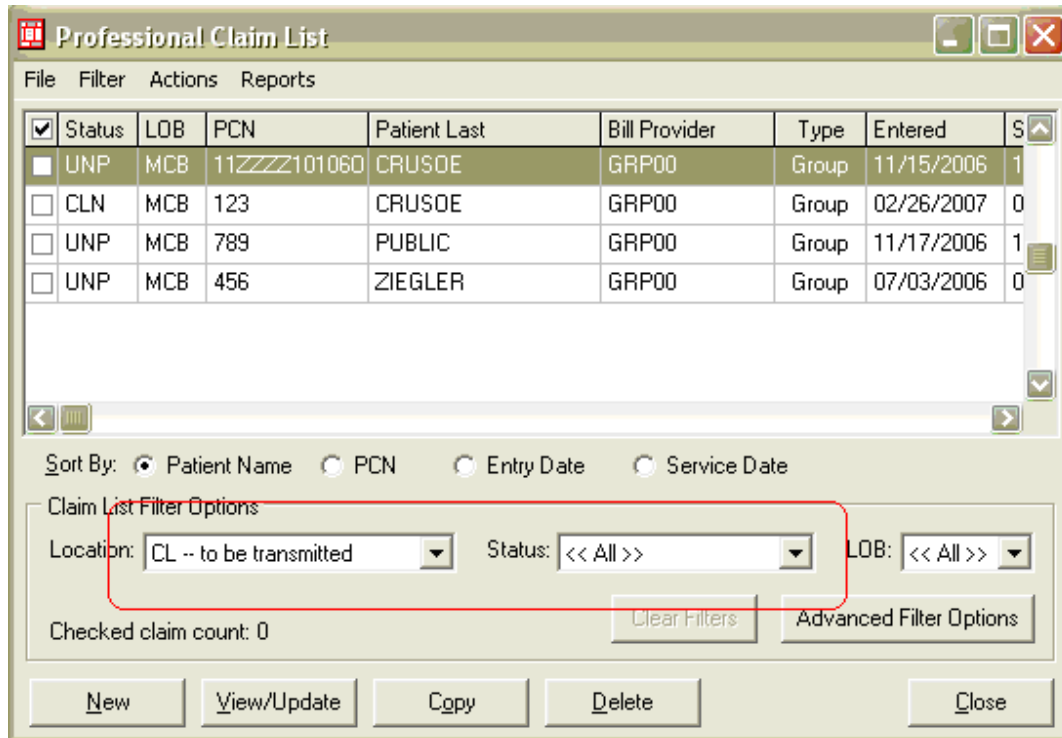 Professional Claim List
File Filter Actions Reports
Status LOB PCN Patient Last Bill Provider Type Entered S
UNP MCB 11ZZZZ101060 CRUSOE GRP00 Group 11/15/2006 1
CLN MCB 123 CRUSOE GRP00 Group 02/26/2007 0
UNP MCB 789 PUBLIC GRP00 Group 11/17/2006 1
UNP MCB 456 ZIEGLER GRP00 Group 07/03/2006 0
Sort By: Patient Name PCN Entry Date Service Date
Claim List Filter Options
Location: CL -- to be transmitted Status: << All >> LOB: << All >>
Checked claim count: 0 Clear Filters Advanced Filter Options
New View/Update Copy Delete Close